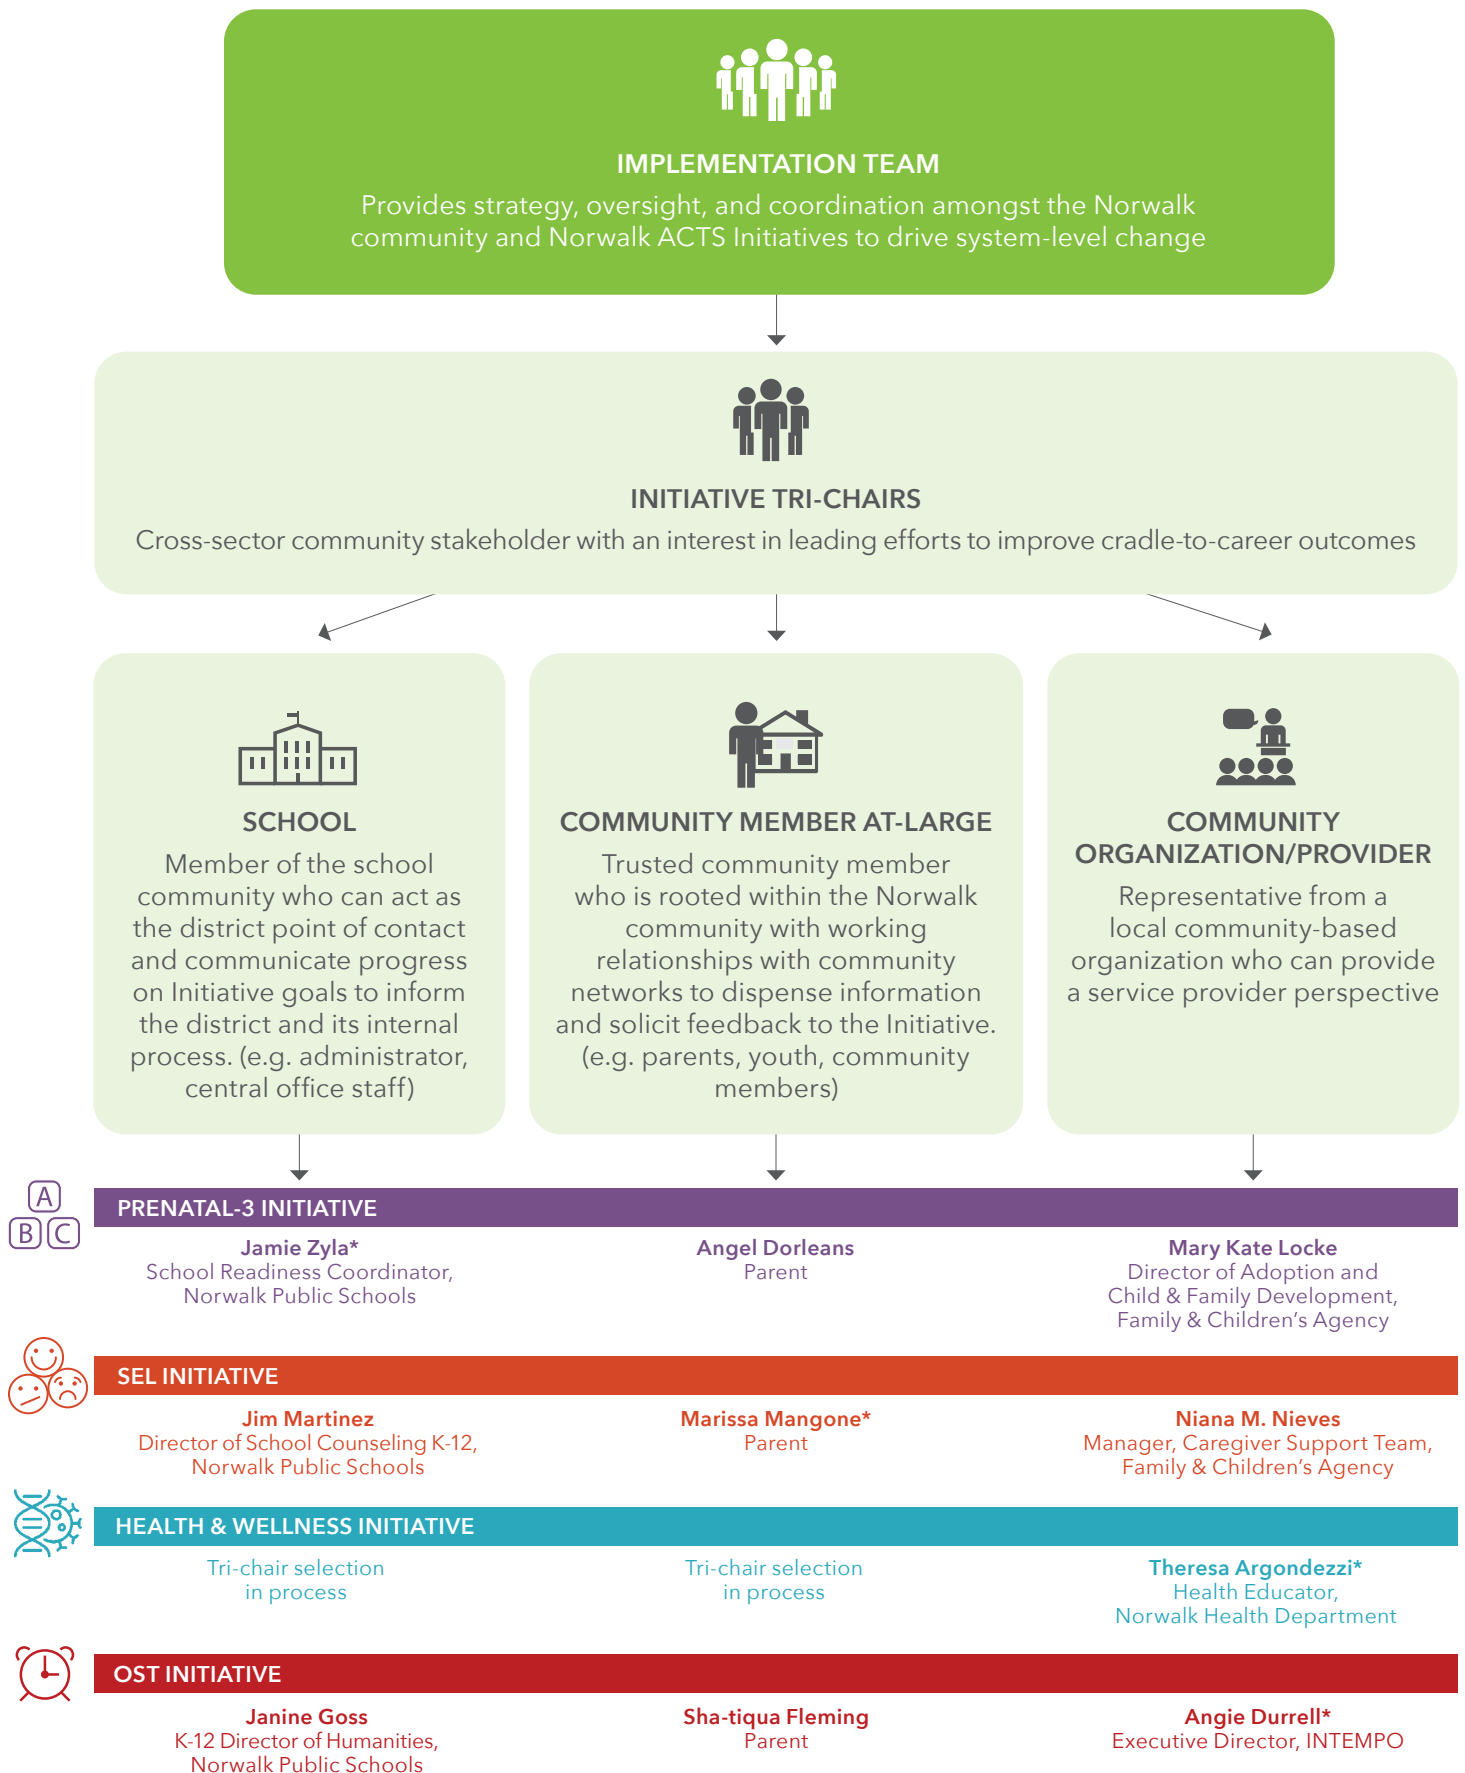 IMPLEMENTATION TEAM
Provides strategy, oversight, and coordination amongst the Norwalk
community and Norwalk ACTS Initiatives to drive system-level change
INITIATIVE TRI-CHAIRS
Cross-sector community stakeholder with an interest in leading efforts to improve cradle-to-career outcomes
SCHOOL
Member of the school
community who can act as
the district point of contact
and communicate progress
on Initiative goals to inform
the district and its internal
process. (e.g. administrator,
central office staff)
COMMUNITY MEMBER AT-LARGE
Trusted community member
who is rooted within the Norwalk
community with working
relationships with community
networks to dispense information
and solicit feedback to the Initiative.
(e.g. parents, youth, community
members)
COMMUNITY
ORGANIZATION/PROVIDER
Representative from a
local community-based
organization who can provide
a service provider perspective
A
B C
PRENATAL-3 INITIATIVE
Jamie Zyla*
School Readiness Coordinator,
Norwalk Public Schools
Angel Dorleans
Parent
Mary Kate Locke
Director of Adoption and
Child & Family Development,
Family & Children's Agency
SEL INITIATIVE
Jim Martinez
Director of School Counseling K-12,
Norwalk Public Schools
Marissa Mangone*
Parent
Niana M. Nieves
Manager, Caregiver Support Team,
Family & Children's Agency
HEALTH & WELLNESS INITIATIVE
Tri-chair selection
in process
Tri-chair selection
in process
Theresa Argondezzi*
Health Educator,
Norwalk Health Department
OST INITIATIVE
Janine Goss
K-12 Director of Humanities,
Norwalk Public Schools
Sha-tiqua Fleming
Parent
Angie Durrell*
Executive Director, INTEMPO